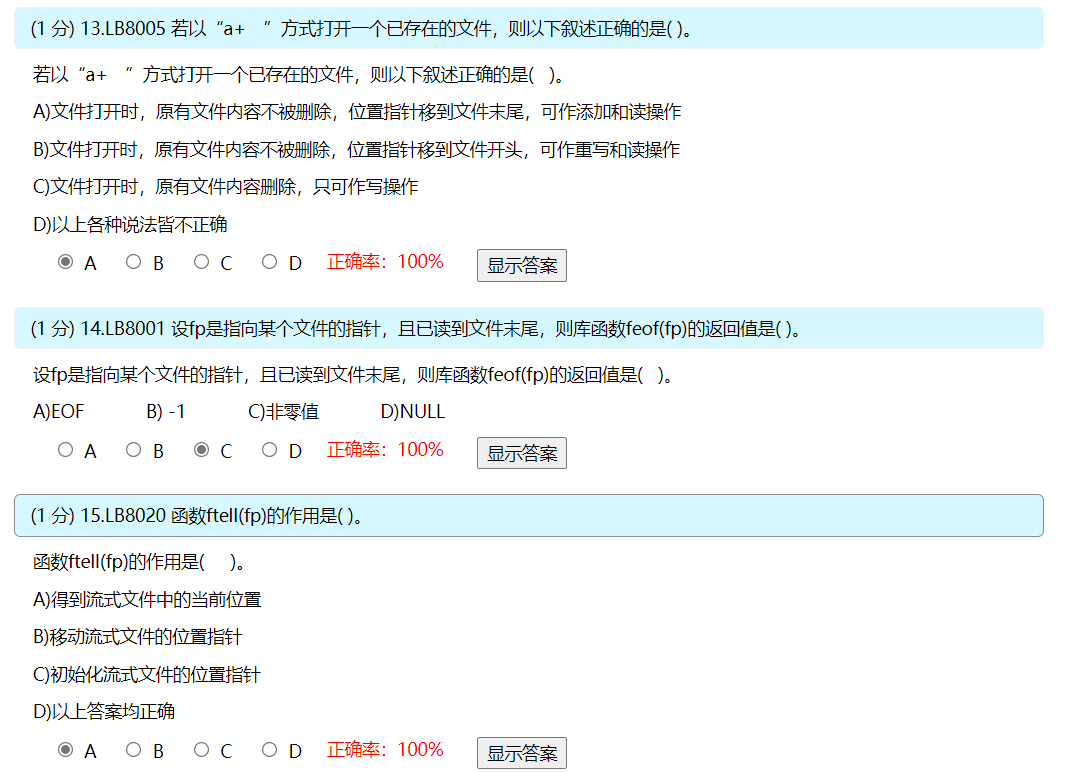 (1 分) 13.LB8005 若以“a+ ”方式打开一个已存在的文件，则以下叙述正确的是( )。
若以“a+ ”方式打开一个已存在的文件，则以下叙述正确的是( )。
A)文件打开时，原有文件内容不被删除，位置指针移到文件末尾，可作添加和读操作
B)文件打开时，原有文件内容不被删除，位置指针移到文件开头，可作重写和读操作
C)文件打开时，原有文件内容删除，只可作写操作
D)以上各种说法皆不正确
A B C D 正确率：100% 显示答案
(1 分) 14.LB8001 设fp是指向某个文件的指针，且已读到文件末尾，则库函数feof(fp)的返回值是( )。
设fp是指向某个文件的指针，且已读到文件末尾，则库函数feof(fp)的返回值是( )。
A)EOF B) -1 C)非零值 D)NULL
A B C D 正确率：100% 显示答案
(1 分) 15.LB8020 函数ftell(fp)的作用是( )。
函数ftell(fp)的作用是( )。
A)得到流式文件中的当前位置
B)移动流式文件的位置指针
C)初始化流式文件的位置指针
D)以上答案均正确
A B C D 正确率：100% 显示答案